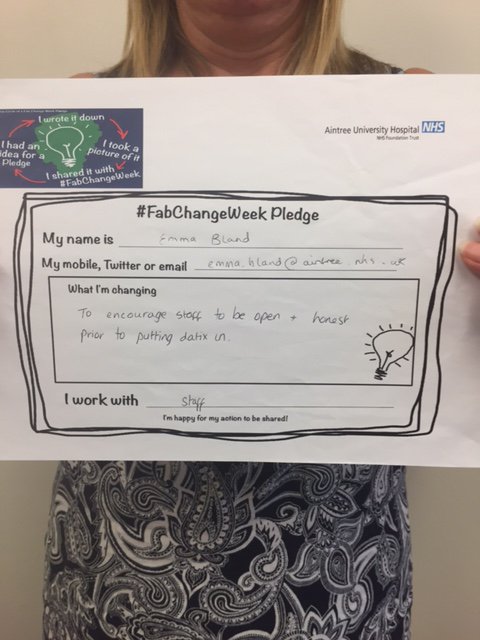 I wrote it down
I had an
idea for a
Pledge
I took a
picture of it
I shared it with
#FabChangeWeek
Aintree University Hospital NHS
NHS Foundation Trust
#FabChangeWeek Pledge
My name is Emma Bland
My mobile, Twitter or email emma.bland@aintree.nhs.uk
What I'm changing
To encourage staff to be open + honest
prior to putting datix in.
I work with staff
I'm happy for my action to be shared!